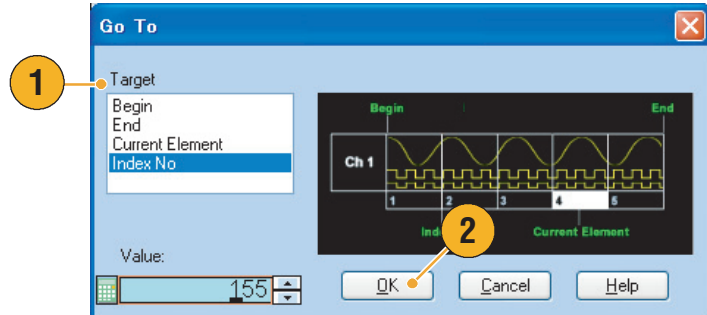 Go To
1
Target
Begin
End
Current Element
Index No
Begin End
Ch 1
1 2 3 4 5
Current Element
2
Value:
155
OK Cancel Help